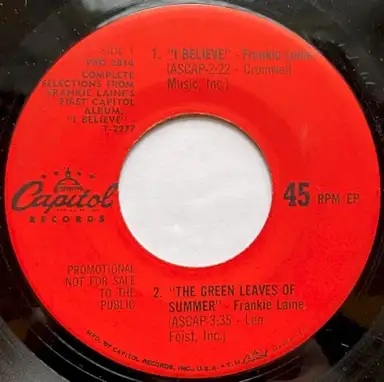 SIDE 1
PRO 2814
COMPLETE
SELECTIONS FROM
FRANKIE LAINE'S
FIRST CAPITOL
ALBUM,
"I BELIEVE"
T-2277
1. "I BELIEVE" - Frankie Laine
(ASCAP-2:22 - Cromwell
Music, Inc.)
Capitol
RECORDS
45 RPM EP
PROMOTIONAL
NOT FOR SALE
TO THE
PUBLIC
2. "THE GREEN LEAVES OF
SUMMER" - Frankie Laine
(ASCAP-3:35 - Leo
Feist, Inc.)
MFD. BY CAPITOL RECORDS, INC., U.S.A.